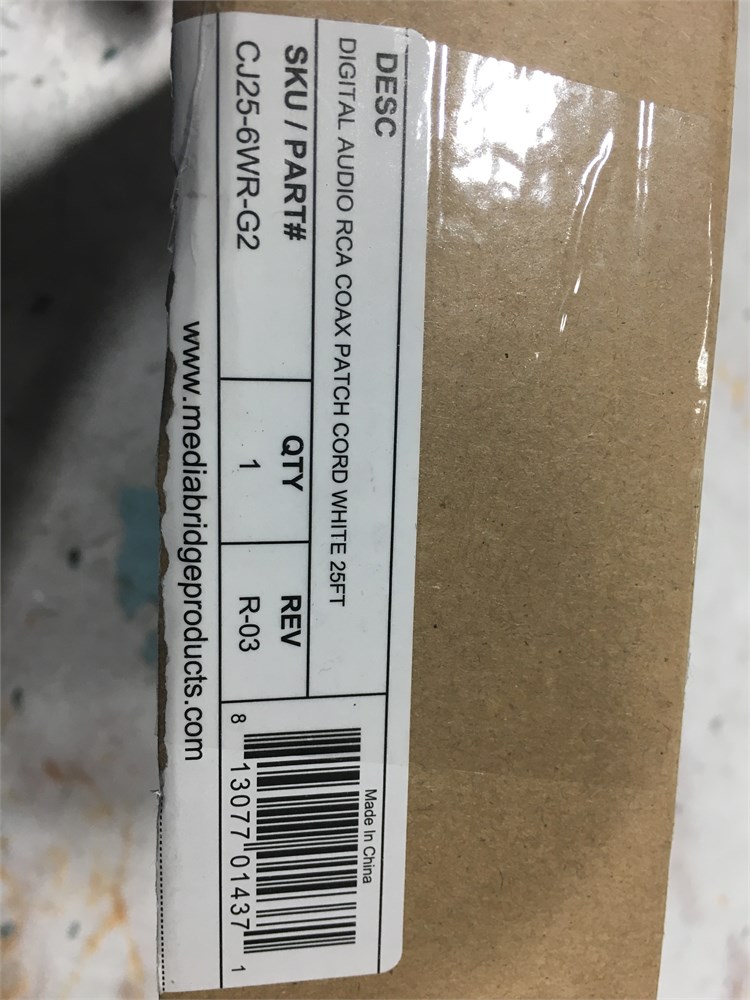 DESC
DIGITAL AUDIO RCA COAX PATCH CORD WHITE 25FT
SKU / PART#
CJ25-6WR-G2
QTY
1
REV
R-03
Made In China
8 13077 01437 1
www.mediabridgeproducts.com